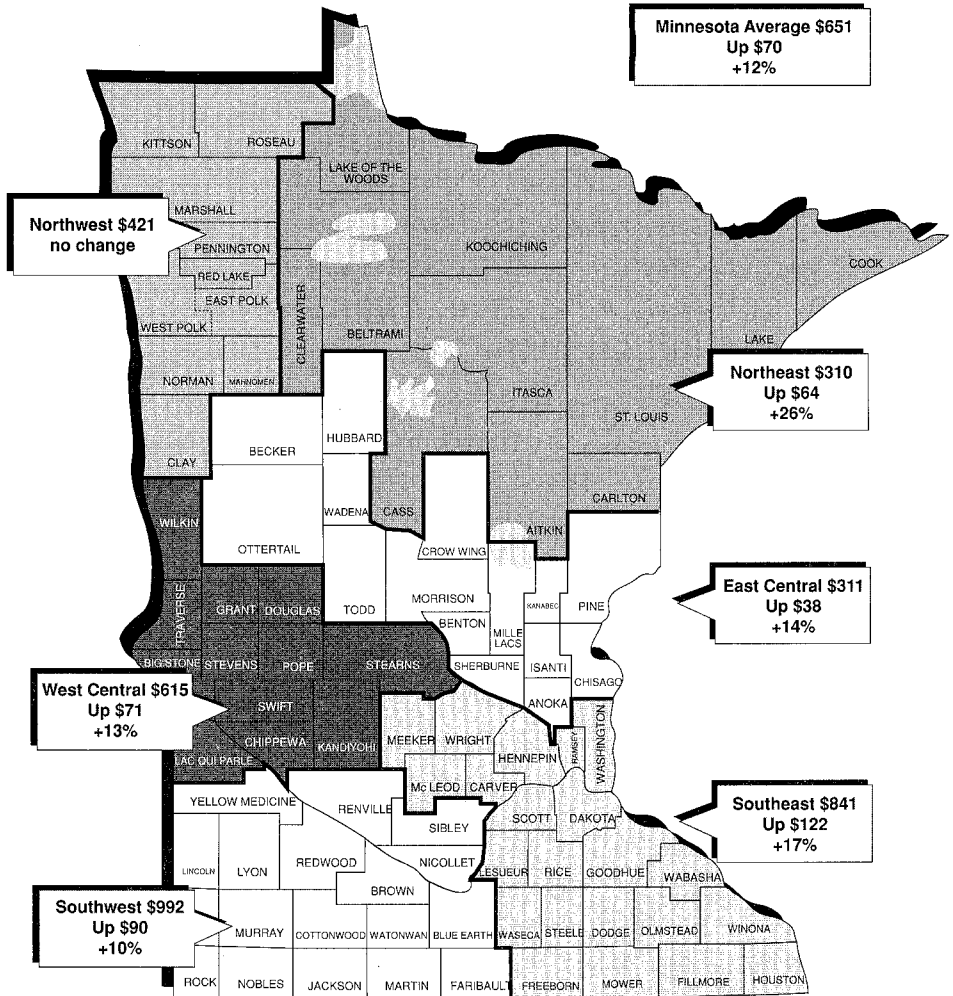 Minnesota Average $651
Up $70
+12%
KITTSON
ROSEAU
LAKE OF THE
WOODS
Northwest $421
no change
MARSHALL
PENNINGTON
RED LAKE
EAST POLK
WEST POLK
CLEARWATER
BELTRAMI
KOOCHICHING
COOK
LAKE
NORMAN
MAHNOMEN
ITASCA
ST. LOUIS
Northeast $310
Up $64
+26%
HUBBARD
BECKER
CLAY
WADENA
CASS
CARLTON
AITKIN
WILKIN
OTTERTAIL
CROW WING
East Central $311
Up $38
+14%
TRAVERSE
GRANT
DOUGLAS
TODD
MORRISON
BENTON
MILLE
LACS
KANABEC
PINE
BIG STONE
STEVENS
POPE
STEARNS
SHERBURNE
ISANTI
CHISAGO
West Central $615
Up $71
+13%
SWIFT
ANOKA
CHIPPEWA
KANDIYOHI
MEEKER
WRIGHT
HENNEPIN
RAMSEY
WASHINGTON
LAC QUI PARLE
Mc LEOD
CARVER
YELLOW MEDICINE
RENVILLE
SIBLEY
SCOTT
DAKOTA
Southeast $841
Up $122
+17%
LINCOLN
LYON
REDWOOD
NICOLLET
LESUEUR
RICE
GOODHUE
WABASHA
BROWN
Southwest $992
Up $90
+10%
MURRAY
COTTONWOOD
WATONWAN
BLUE EARTH
WASECA
STEELE
DODGE
OLMSTEAD
WINONA
ROCK
NOBLES
JACKSON
MARTIN
FARIBAULT
FREEBORN
MOWER
FILLMORE
HOUSTON